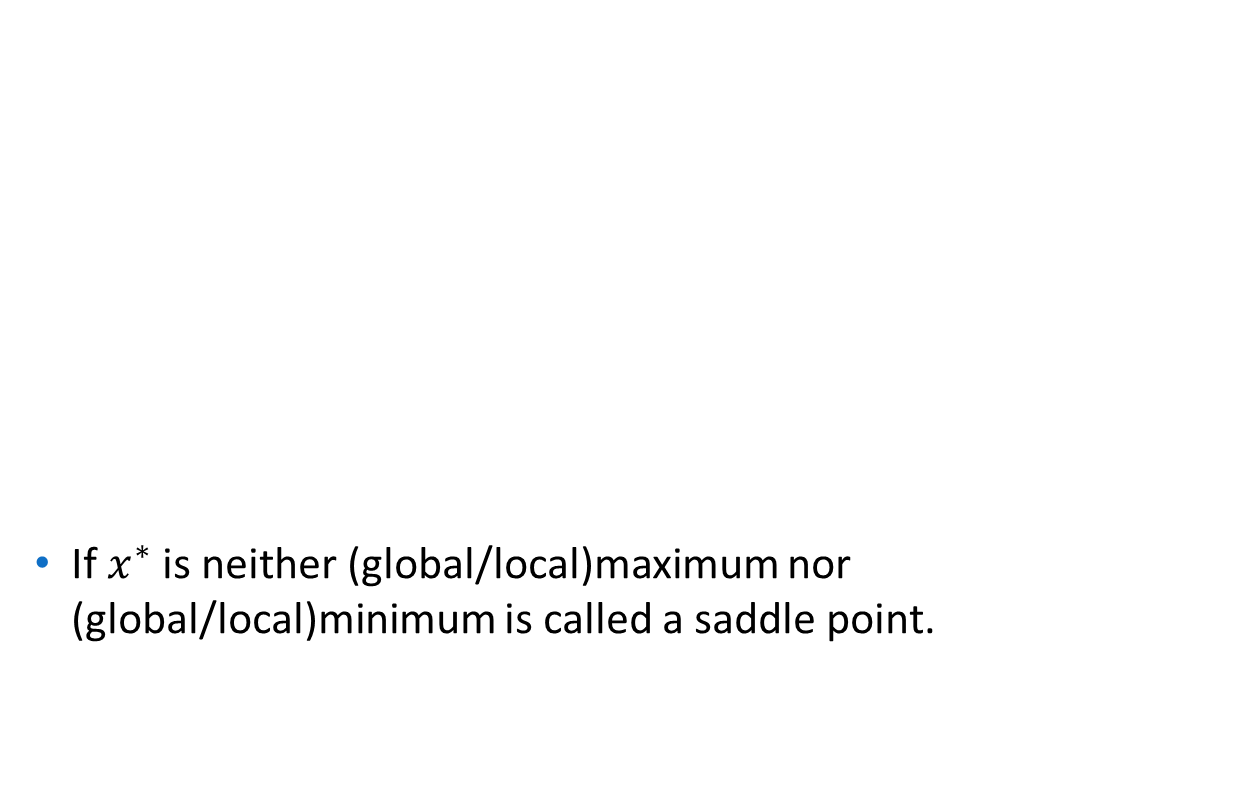 • If 𝑥* is neither (global/local)maximum nor
(global/local)minimum is called a saddle point.